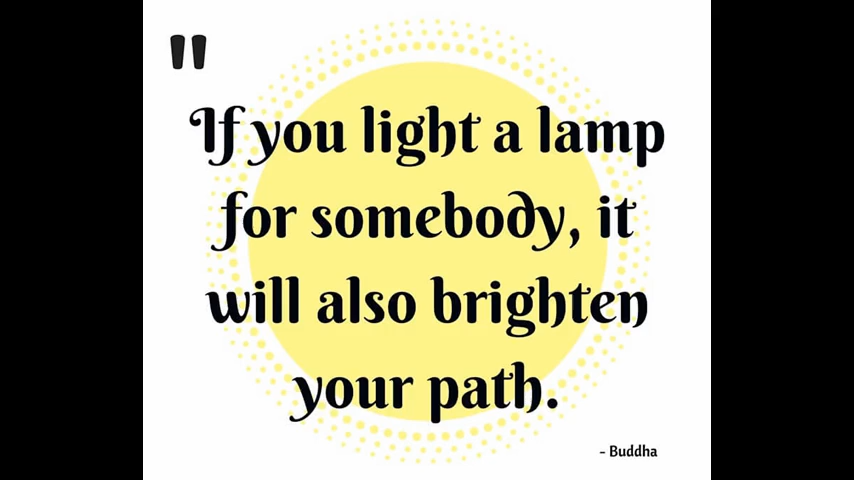 "
If you light a lamp
for somebody, it
will also brighten
your path.
- Buddha